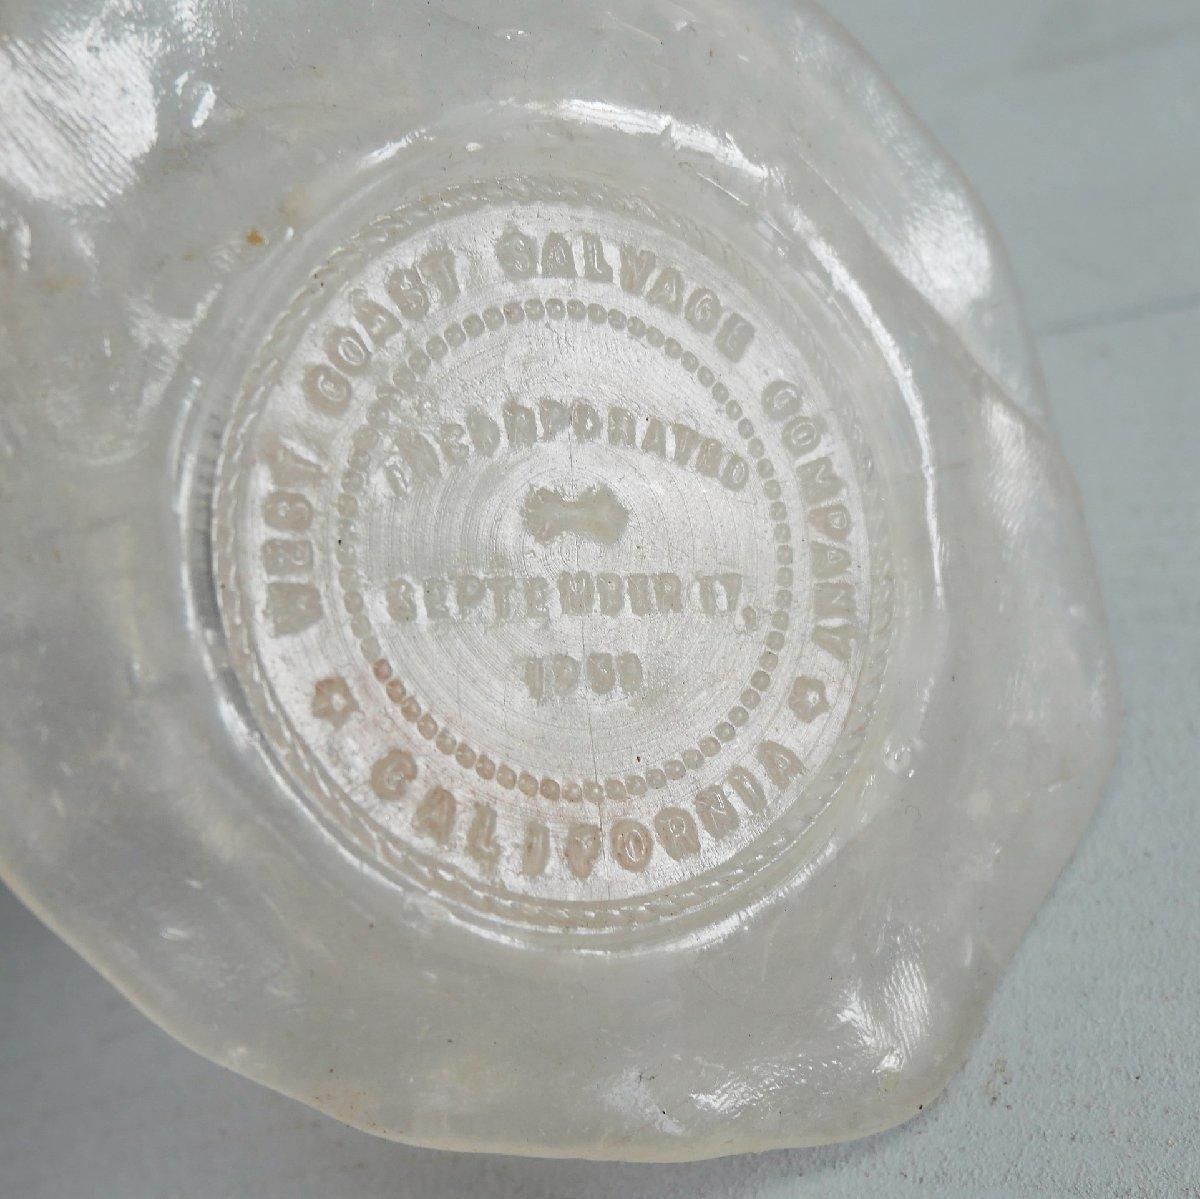 WEST COAST SALVAGE COMPANY
INCORPORATED
SEPTEMBER 17,
CALIFORNIA